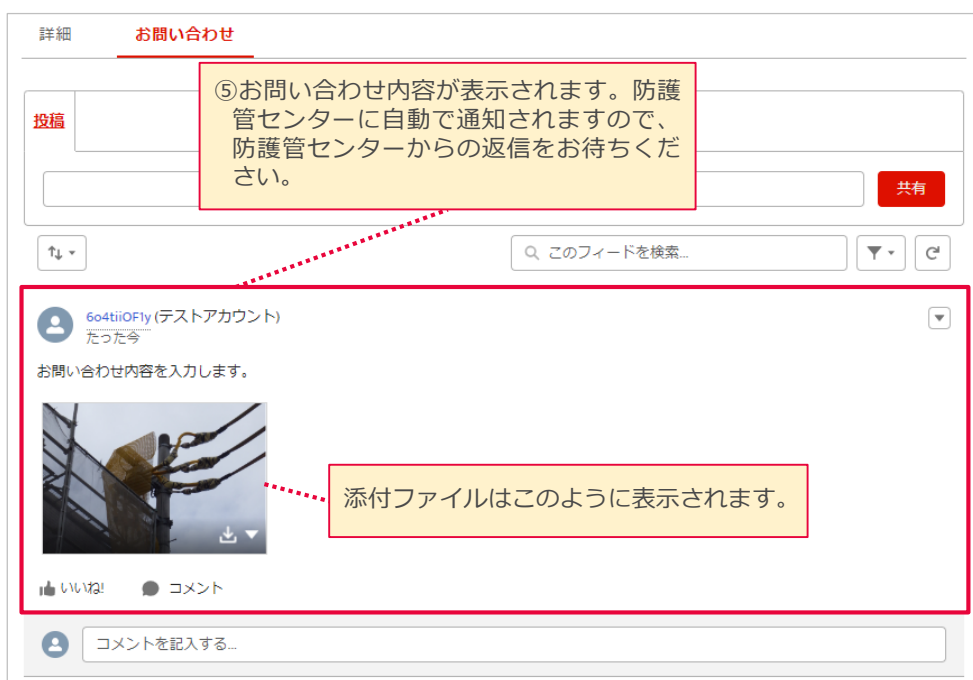 詳細
お問い合わせ
⑤お問い合わせ内容が表示されます。防護
管センターに自動で通知されますので、
防護管センターからの返信をお待ちくだ
さい。
投稿
共有
このフィードを検索...
6o4tiiOF1y (テストアカウント)
たった今
お問い合わせ内容を入力します。
添付ファイルはこのように表示されます。
いいね!
コメント
コメントを記入する...